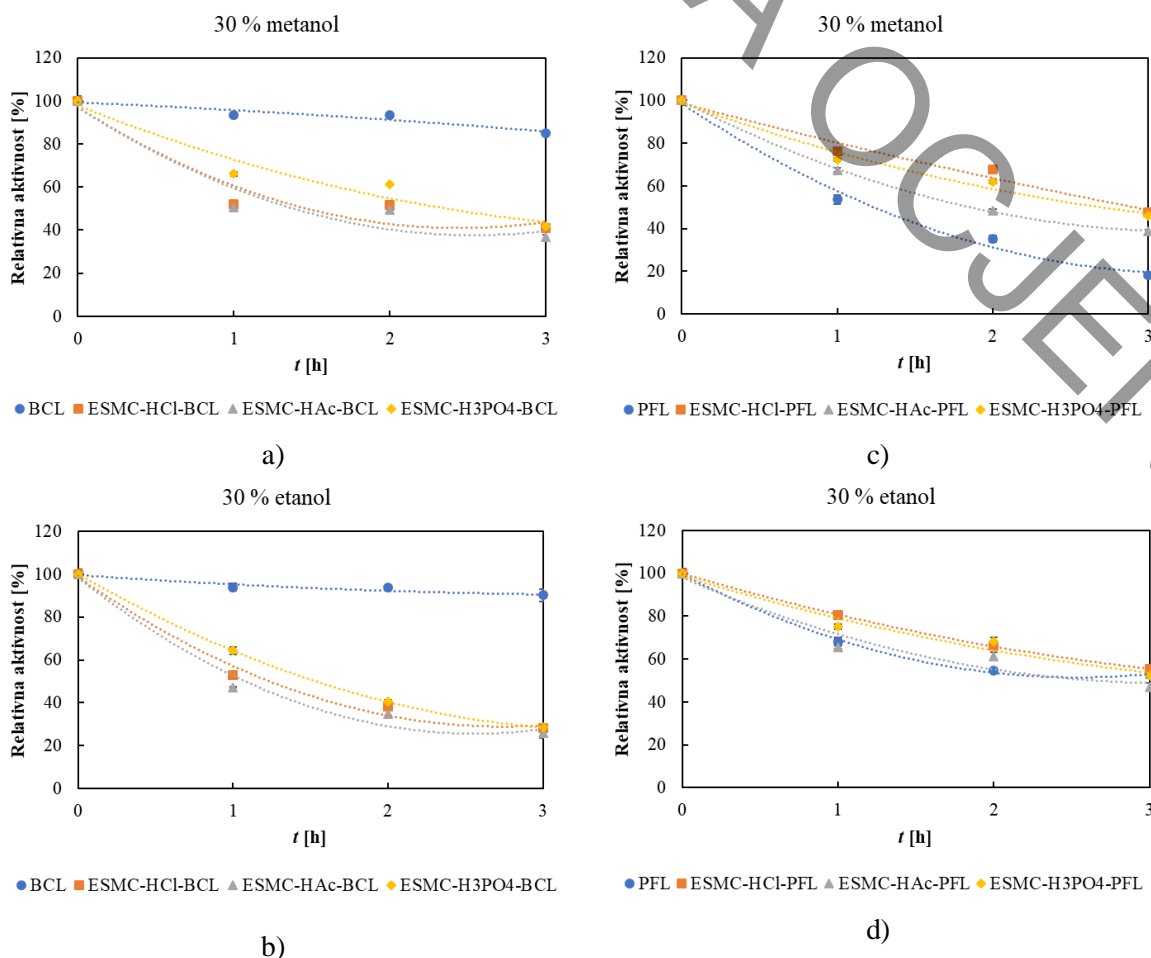 30 % metanol
Relativna aktivnost [%]
120
100
80
60
40
20
0
0 1 2 3
t [h]
BCL ESMC-HCl-BCL ESMC-HAc-BCL ESMC-H3PO4-BCL
a)
30 % etanol
Relativna aktivnost [%]
120
100
80
60
40
20
0
0 1 2 3
t [h]
BCL ESMC-HCl-BCL ESMC-HAc-BCL ESMC-H3PO4-BCL
b)
30 % metanol
Relativna aktivnost [%]
120
100
80
60
40
20
0
0 1 2 3
t [h]
PFL ESMC-HCl-PFL ESMC-HAc-PFL ESMC-H3PO4-PFL
c)
30 % etanol
Relativna aktivnost [%]
120
100
80
60
40
20
0
0 1 2 3
t [h]
PFL ESMC-HCl-PFL ESMC-HAc-PFL ESMC-H3PO4-PFL
d)
A OCJE